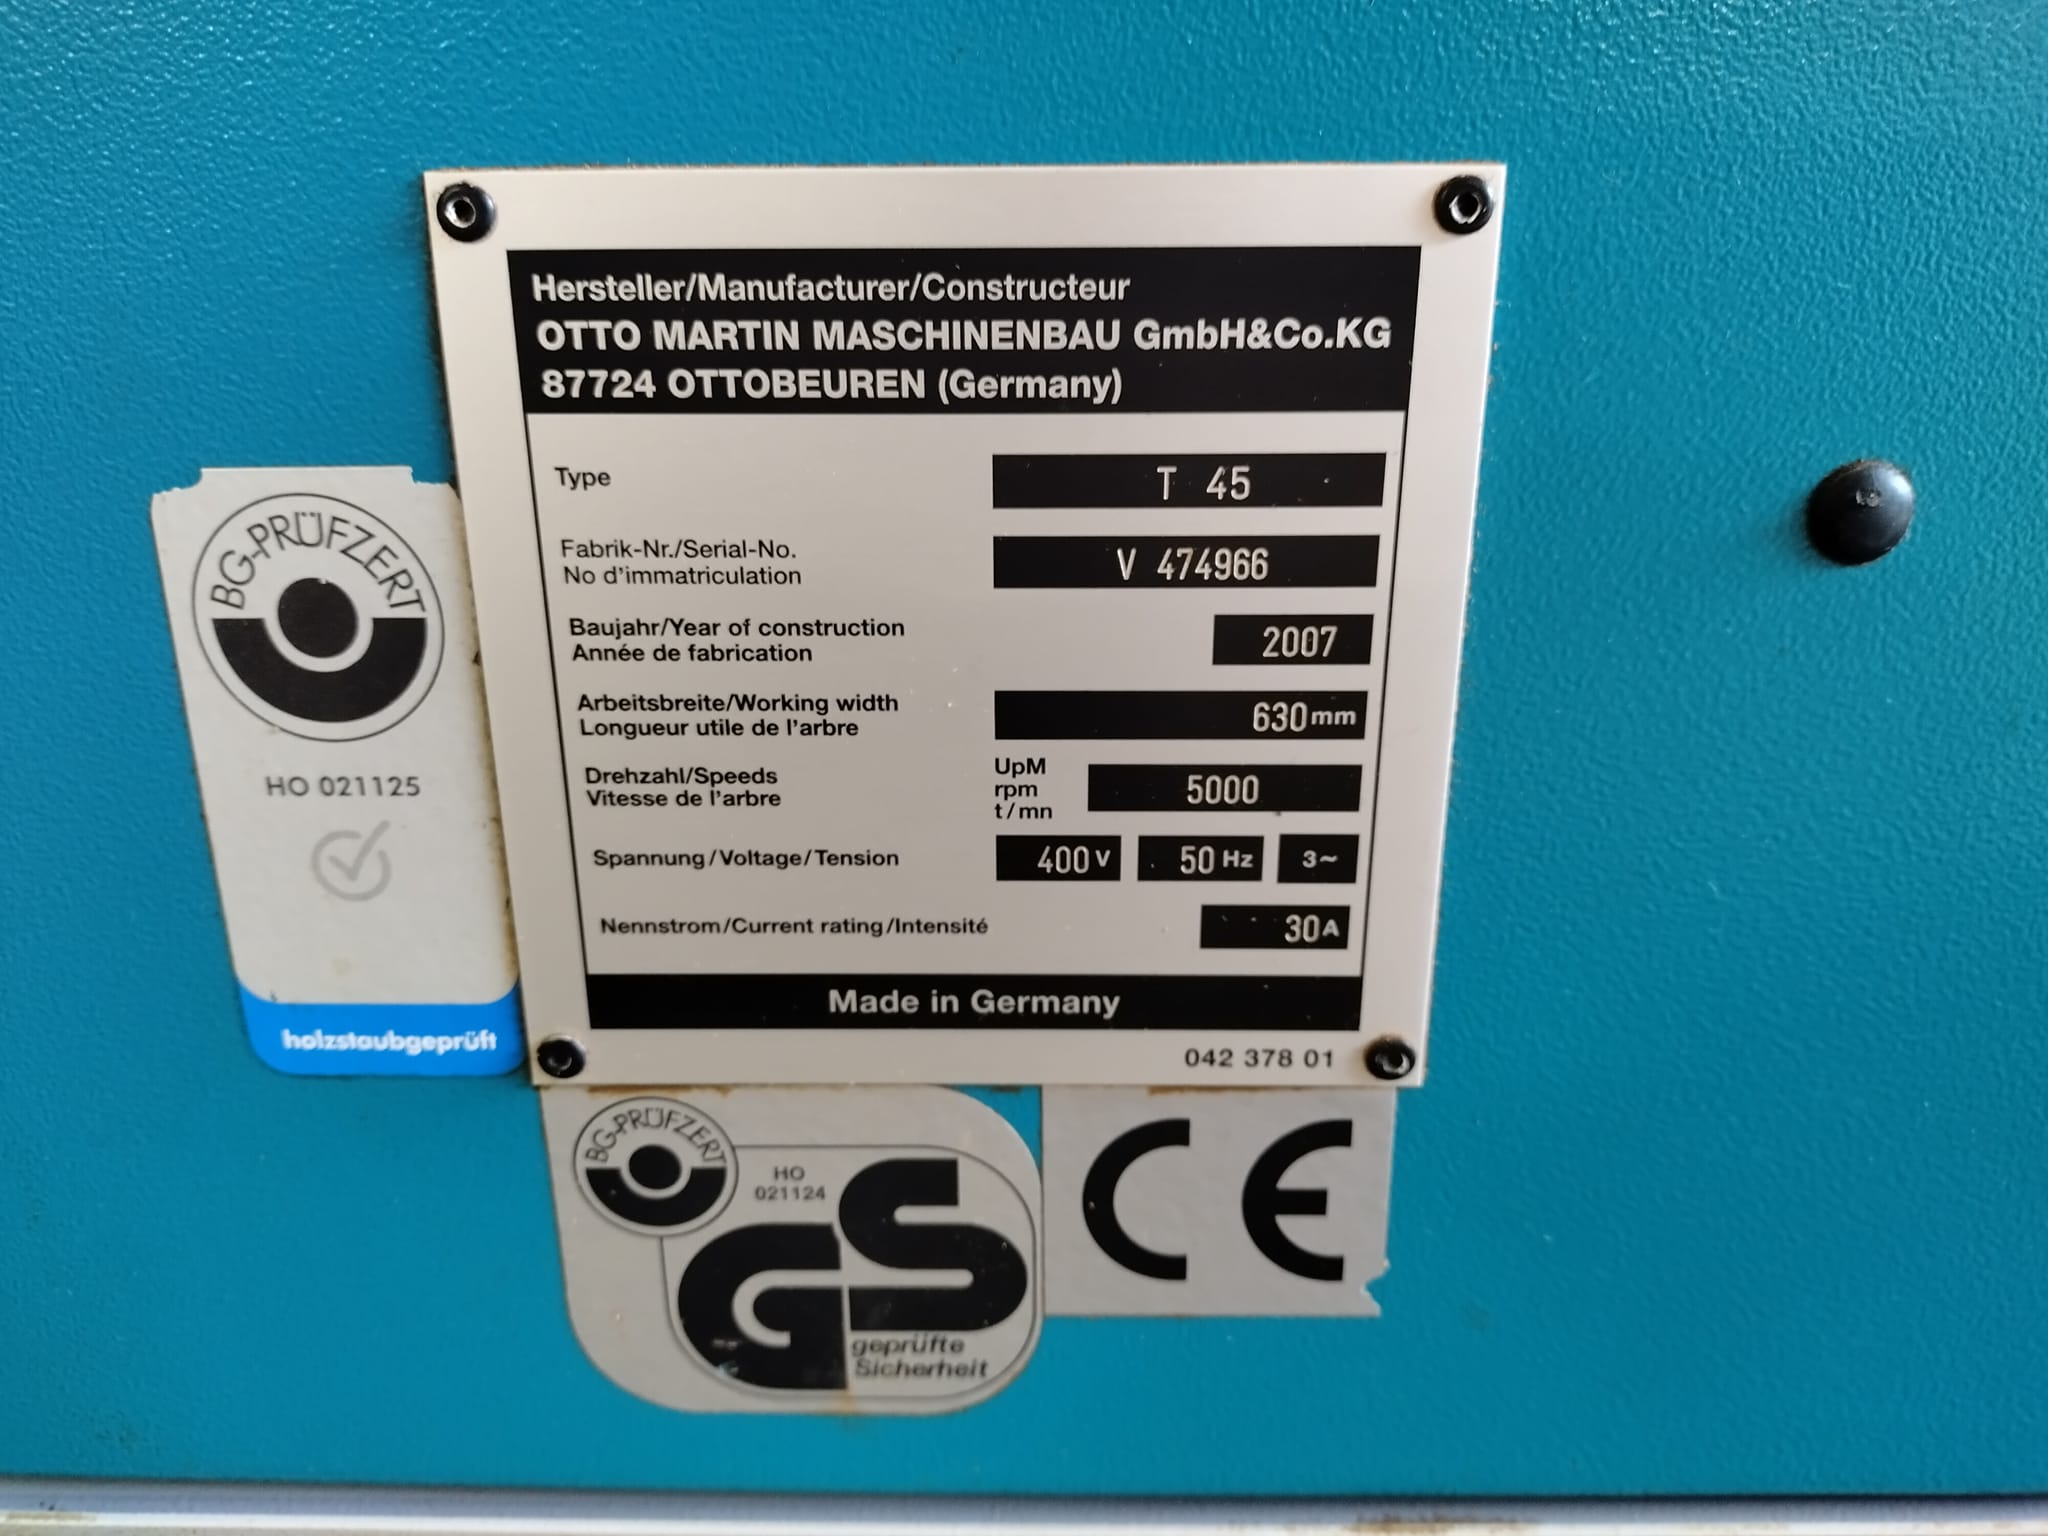 Hersteller/Manufacturer/Constructeur
OTTO MARTIN MASCHINENBAU GmbH&Co.KG
87724 OTTOBEUREN (Germany)
Type T 45
Fabrik-Nr./Serial-No.
No d'immatriculation
V 474966
Baujahr/Year of construction
Année de fabrication
2007
Arbeitsbreite/Working width
Longueur utile de l'arbre
630mm
Drehzahl/Speeds
Vitesse de l'arbre
UpM
rpm
t/mn
5000
Spannung/Voltage/Tension 400V 50 Hz 3~
Nennstrom/Current rating/Intensité 30A
Made in Germany
042 378 01
BG-PRÜFZERT
HO 021125
holzstaubgeprüft
BG-PRÜFZERT
HO
021124
GS
geprüfte
Sicherheit
CE